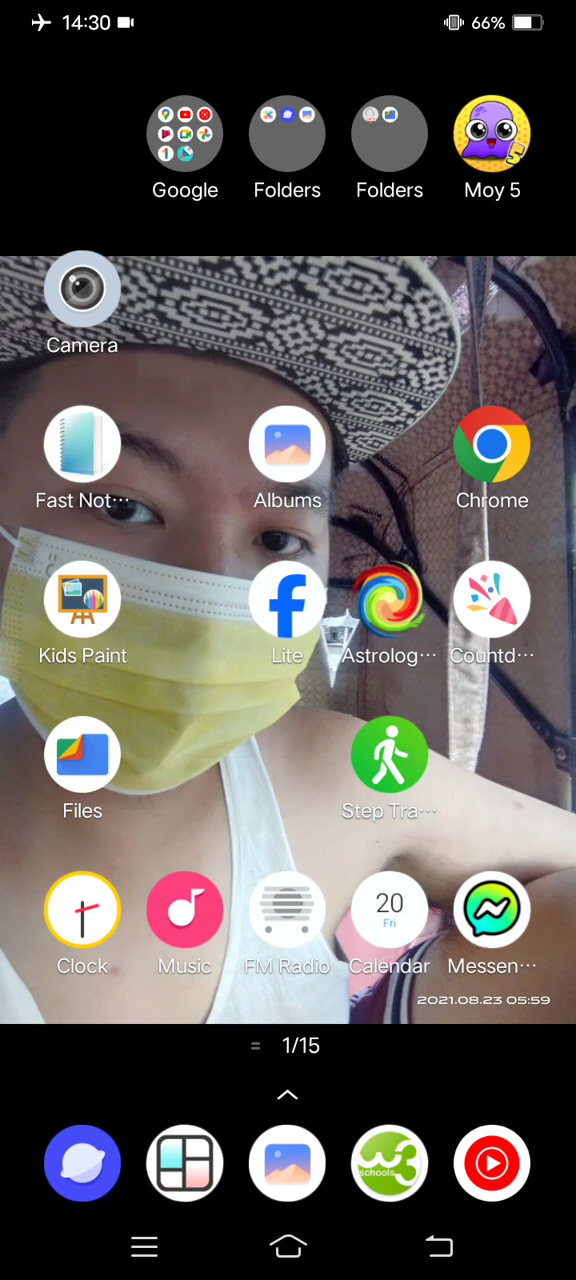 14:30
66%
Google
Folders
Folders
Moy 5
Camera
Fast Not···
Albums
Chrome
Kids Paint
Lite
Astrolog···
Countd···
Files
Step Tra···
20
Fri
Clock
Music
FM Radio
Calendar
Messen···
2021.08.23 05:59
1/15
w3
schools